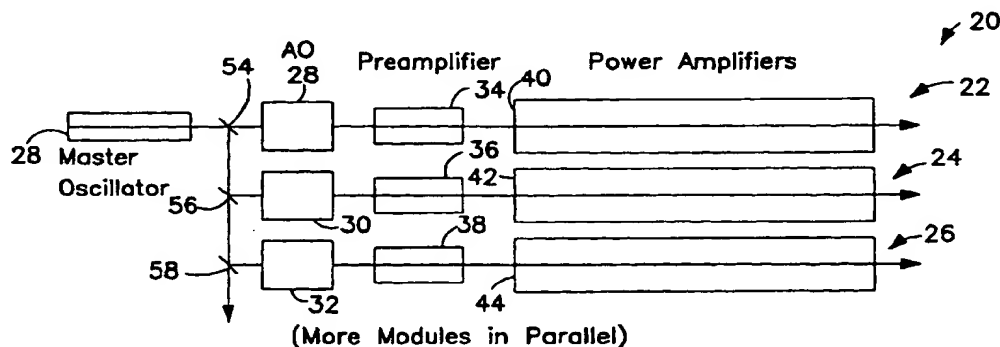 20
54
AO
28
Preamplifier
34
Power Amplifiers
40
22
28
Master
Oscillator
36
42
24
56
30
38
26
58
32
44
(More Modules in Parallel)